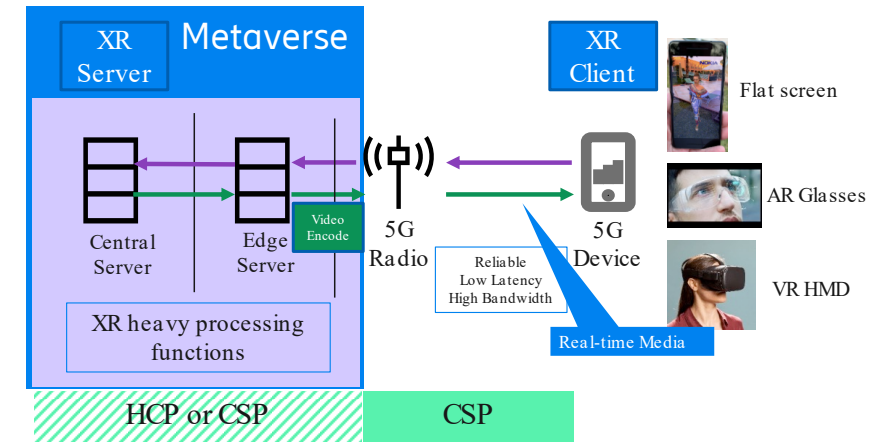 XR
Server
Metaverse
XR
Client
NOKIA
Flat screen
Central
Server
Edge
Server
Video
Encode
5G
Radio
5G
Device
AR Glasses
Reliable
Low Latency
High Bandwidth
VR HMD
XR heavy processing
functions
Real-time Media
HCP or CSP
CSP